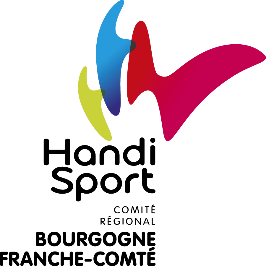 Handi
Sport
COMITÉ
RÉGIONAL
BOURGOGNE
FRANCHE-COMTÉ